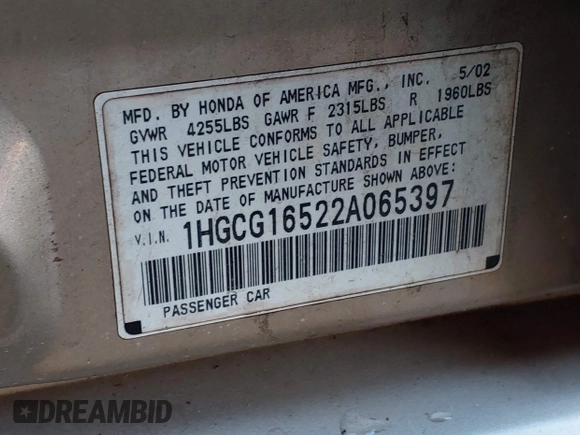 MFD. BY HONDA OF AMERICA MFG., INC. 5/02
GVWR 4255LBS GAWR F 2315LBS R 1960LBS
THIS VEHICLE CONFORMS TO ALL APPLICABLE
FEDERAL MOTOR VEHICLE SAFETY, BUMPER,
AND THEFT PREVENTION STANDARDS IN EFFECT
ON THE DATE OF MANUFACTURE SHOWN ABOVE:
V.I.N. 1HGCG16522A065397
PASSENGER CAR
DREAMBID